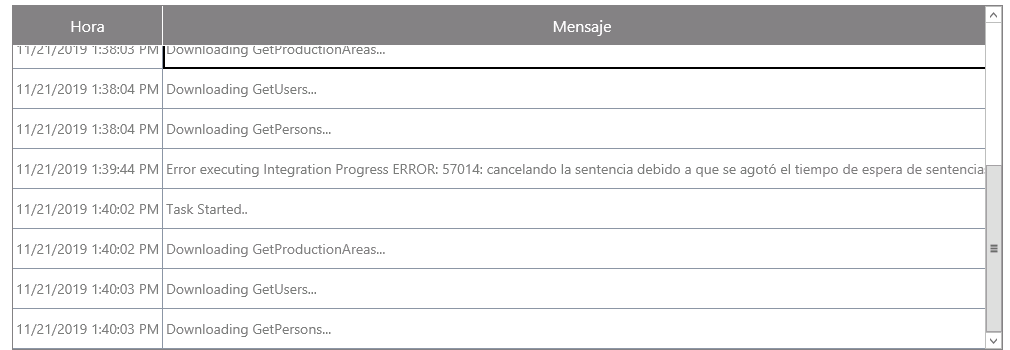 Hora Mensaje
11/21/2019 1:38:03 PM Downloading GetProductionAreas...
11/21/2019 1:38:04 PM Downloading GetUsers...
11/21/2019 1:38:04 PM Downloading GetPersons...
11/21/2019 1:39:44 PM Error executing Integration Progress ERROR: 57014: cancelando la sentencia debido a que se agotó el tiempo de espera de sentencias
11/21/2019 1:40:02 PM Task Started..
11/21/2019 1:40:02 PM Downloading GetProductionAreas...
11/21/2019 1:40:03 PM Downloading GetUsers...
11/21/2019 1:40:03 PM Downloading GetPersons...